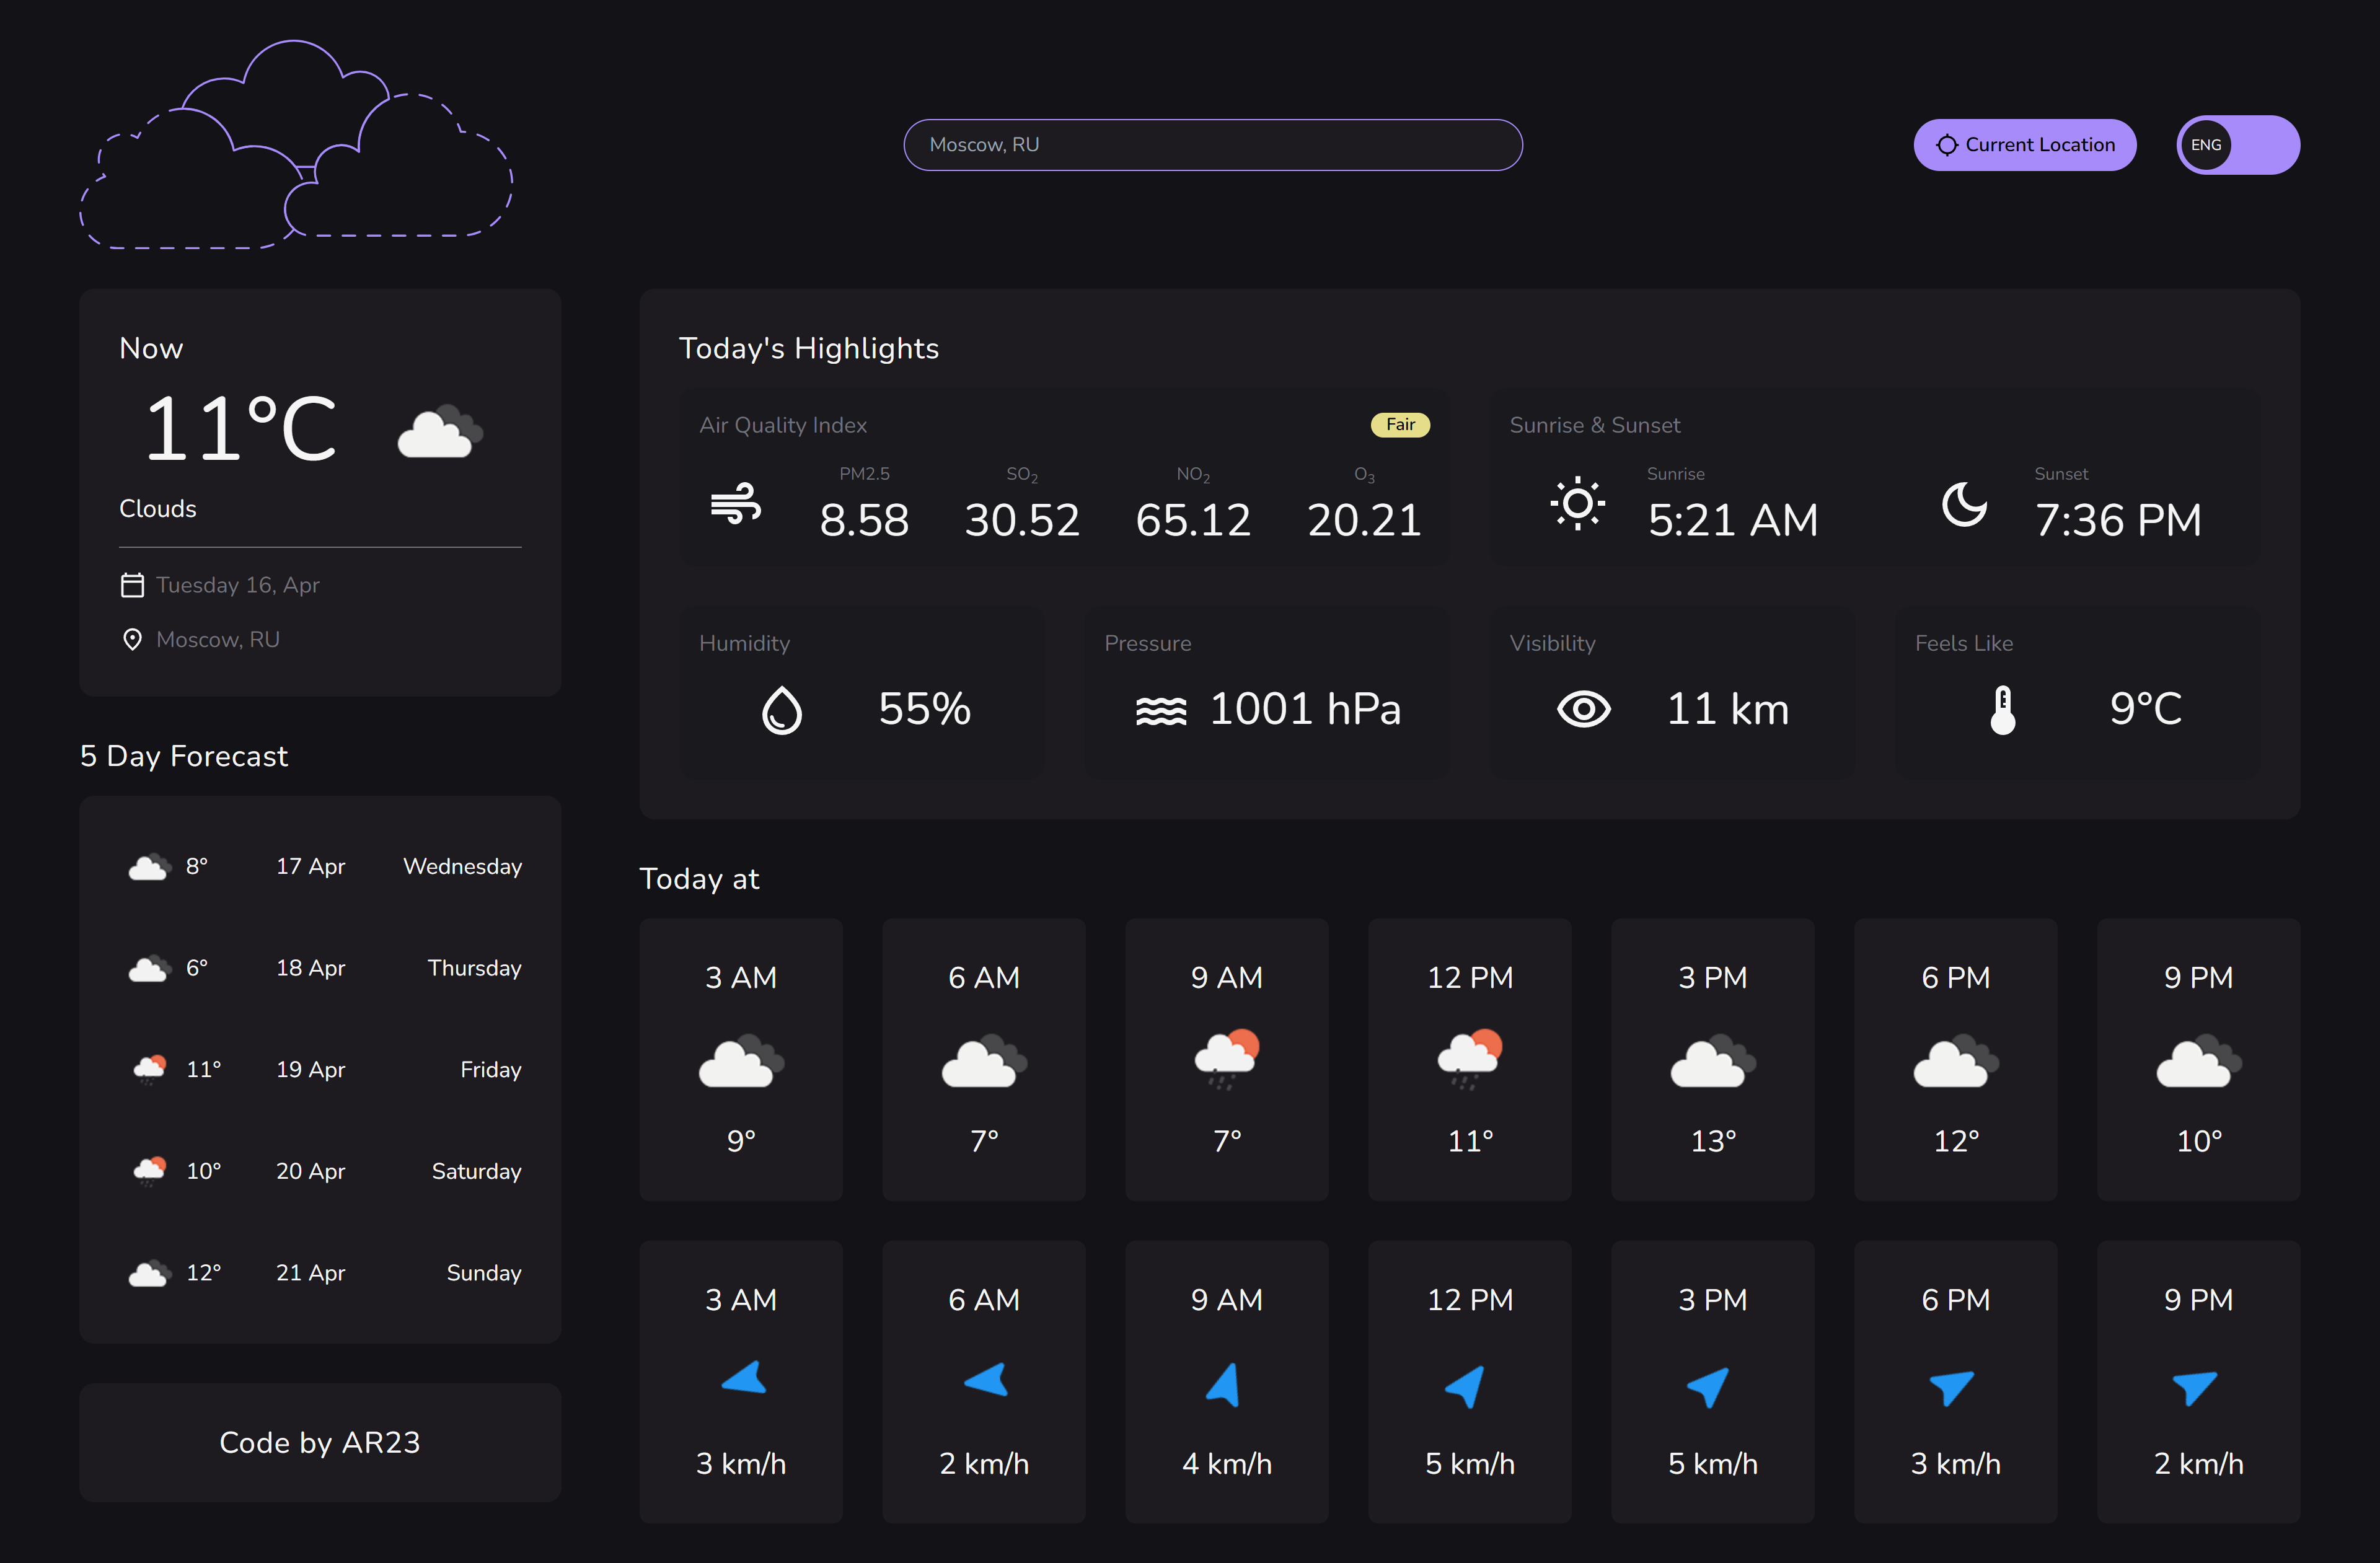 Moscow, RU
Current Location
ENG
Now
11°C
Clouds
Tuesday 16, Apr
Moscow, RU
5 Day Forecast
8° 17 Apr Wednesday
6° 18 Apr Thursday
11° 19 Apr Friday
10° 20 Apr Saturday
12° 21 Apr Sunday
Code by AR23
Today's Highlights
Air Quality Index Fair
PM2.5 SO₂ NO₂ O₃
8.58 30.52 65.12 20.21
Sunrise & Sunset
Sunrise Sunset
5:21 AM 7:36 PM
Humidity
55%
Pressure
1001 hPa
Visibility
11 km
Feels Like
9°C
Today at
3 AM 6 AM 9 AM 12 PM 3 PM 6 PM 9 PM
9° 7° 7° 11° 13° 12° 10°
3 AM 6 AM 9 AM 12 PM 3 PM 6 PM 9 PM
3 km/h 2 km/h 4 km/h 5 km/h 5 km/h 3 km/h 2 km/h